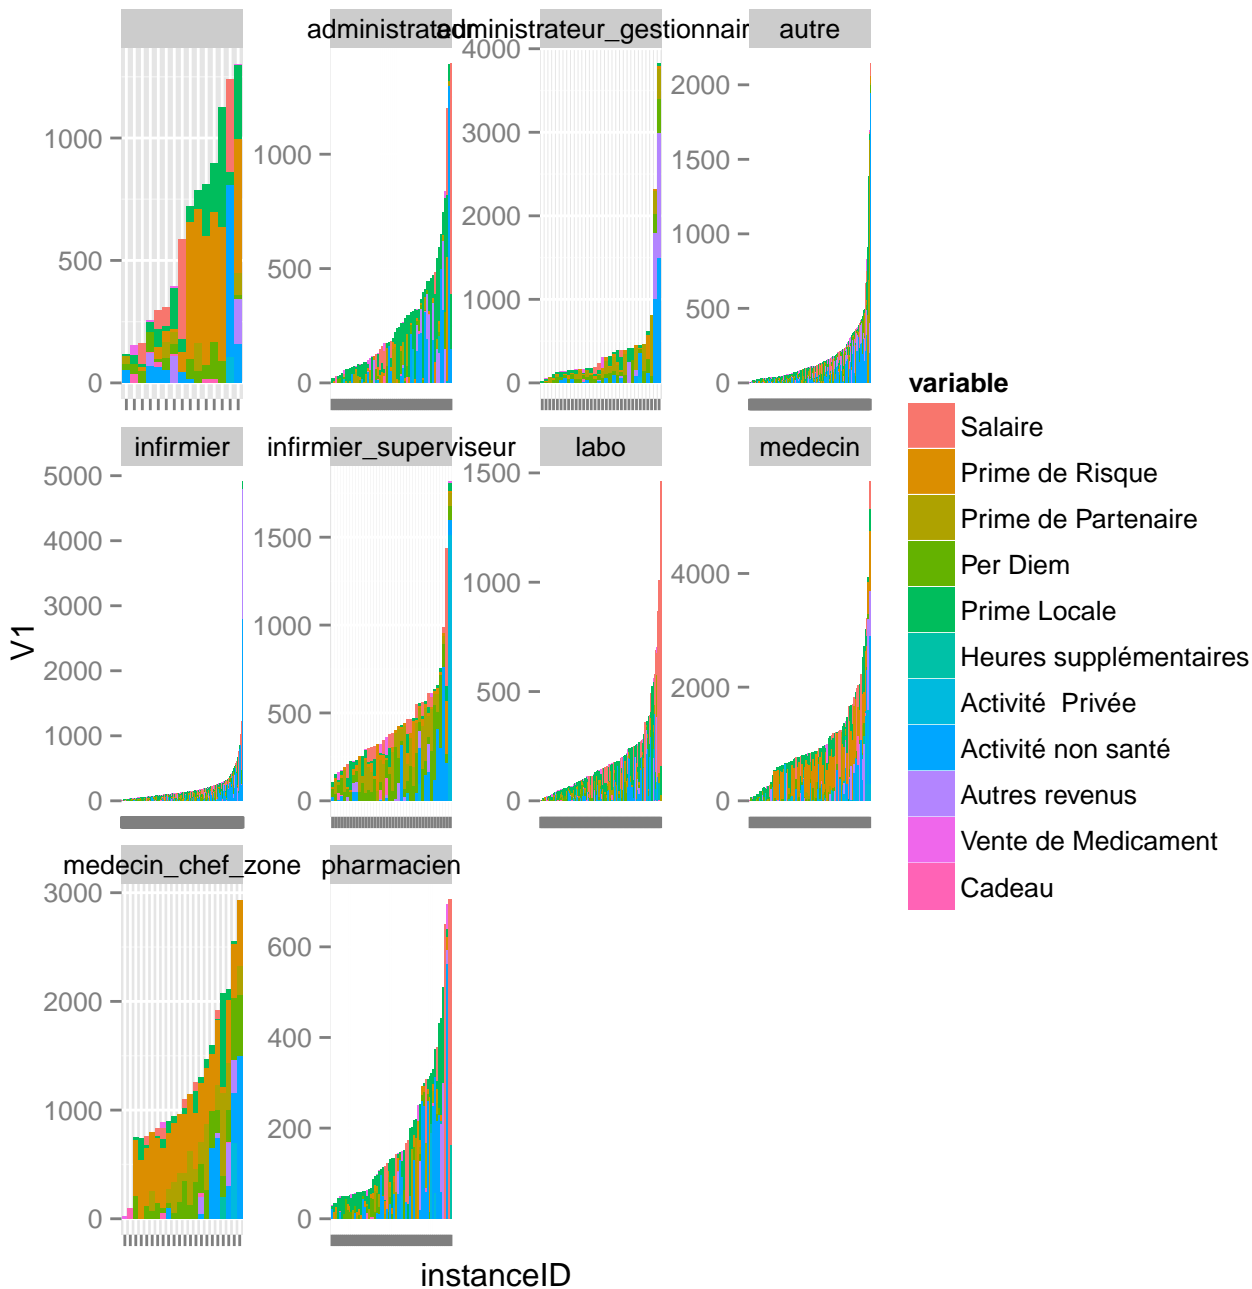 administrateur
administrateur_gestionnair
autre
1000
500
0
1000
500
0
4000
3000
2000
1000
0
2000
1500
1000
500
0
infirmier
infirmier_superviseur
labo
medecin
5000
4000
3000
2000
1000
0
1500
1000
500
0
1500
1000
500
0
4000
2000
0
medecin_chef_zone
pharmacien
3000
2000
1000
0
600
400
200
0
V1
instanceID
variable
Salaire
Prime de Risque
Prime de Partenaire
Per Diem
Prime Locale
Heures supplémentaires
Activité  Privée
Activité non santé
Autres revenus
Vente de Medicament
Cadeau